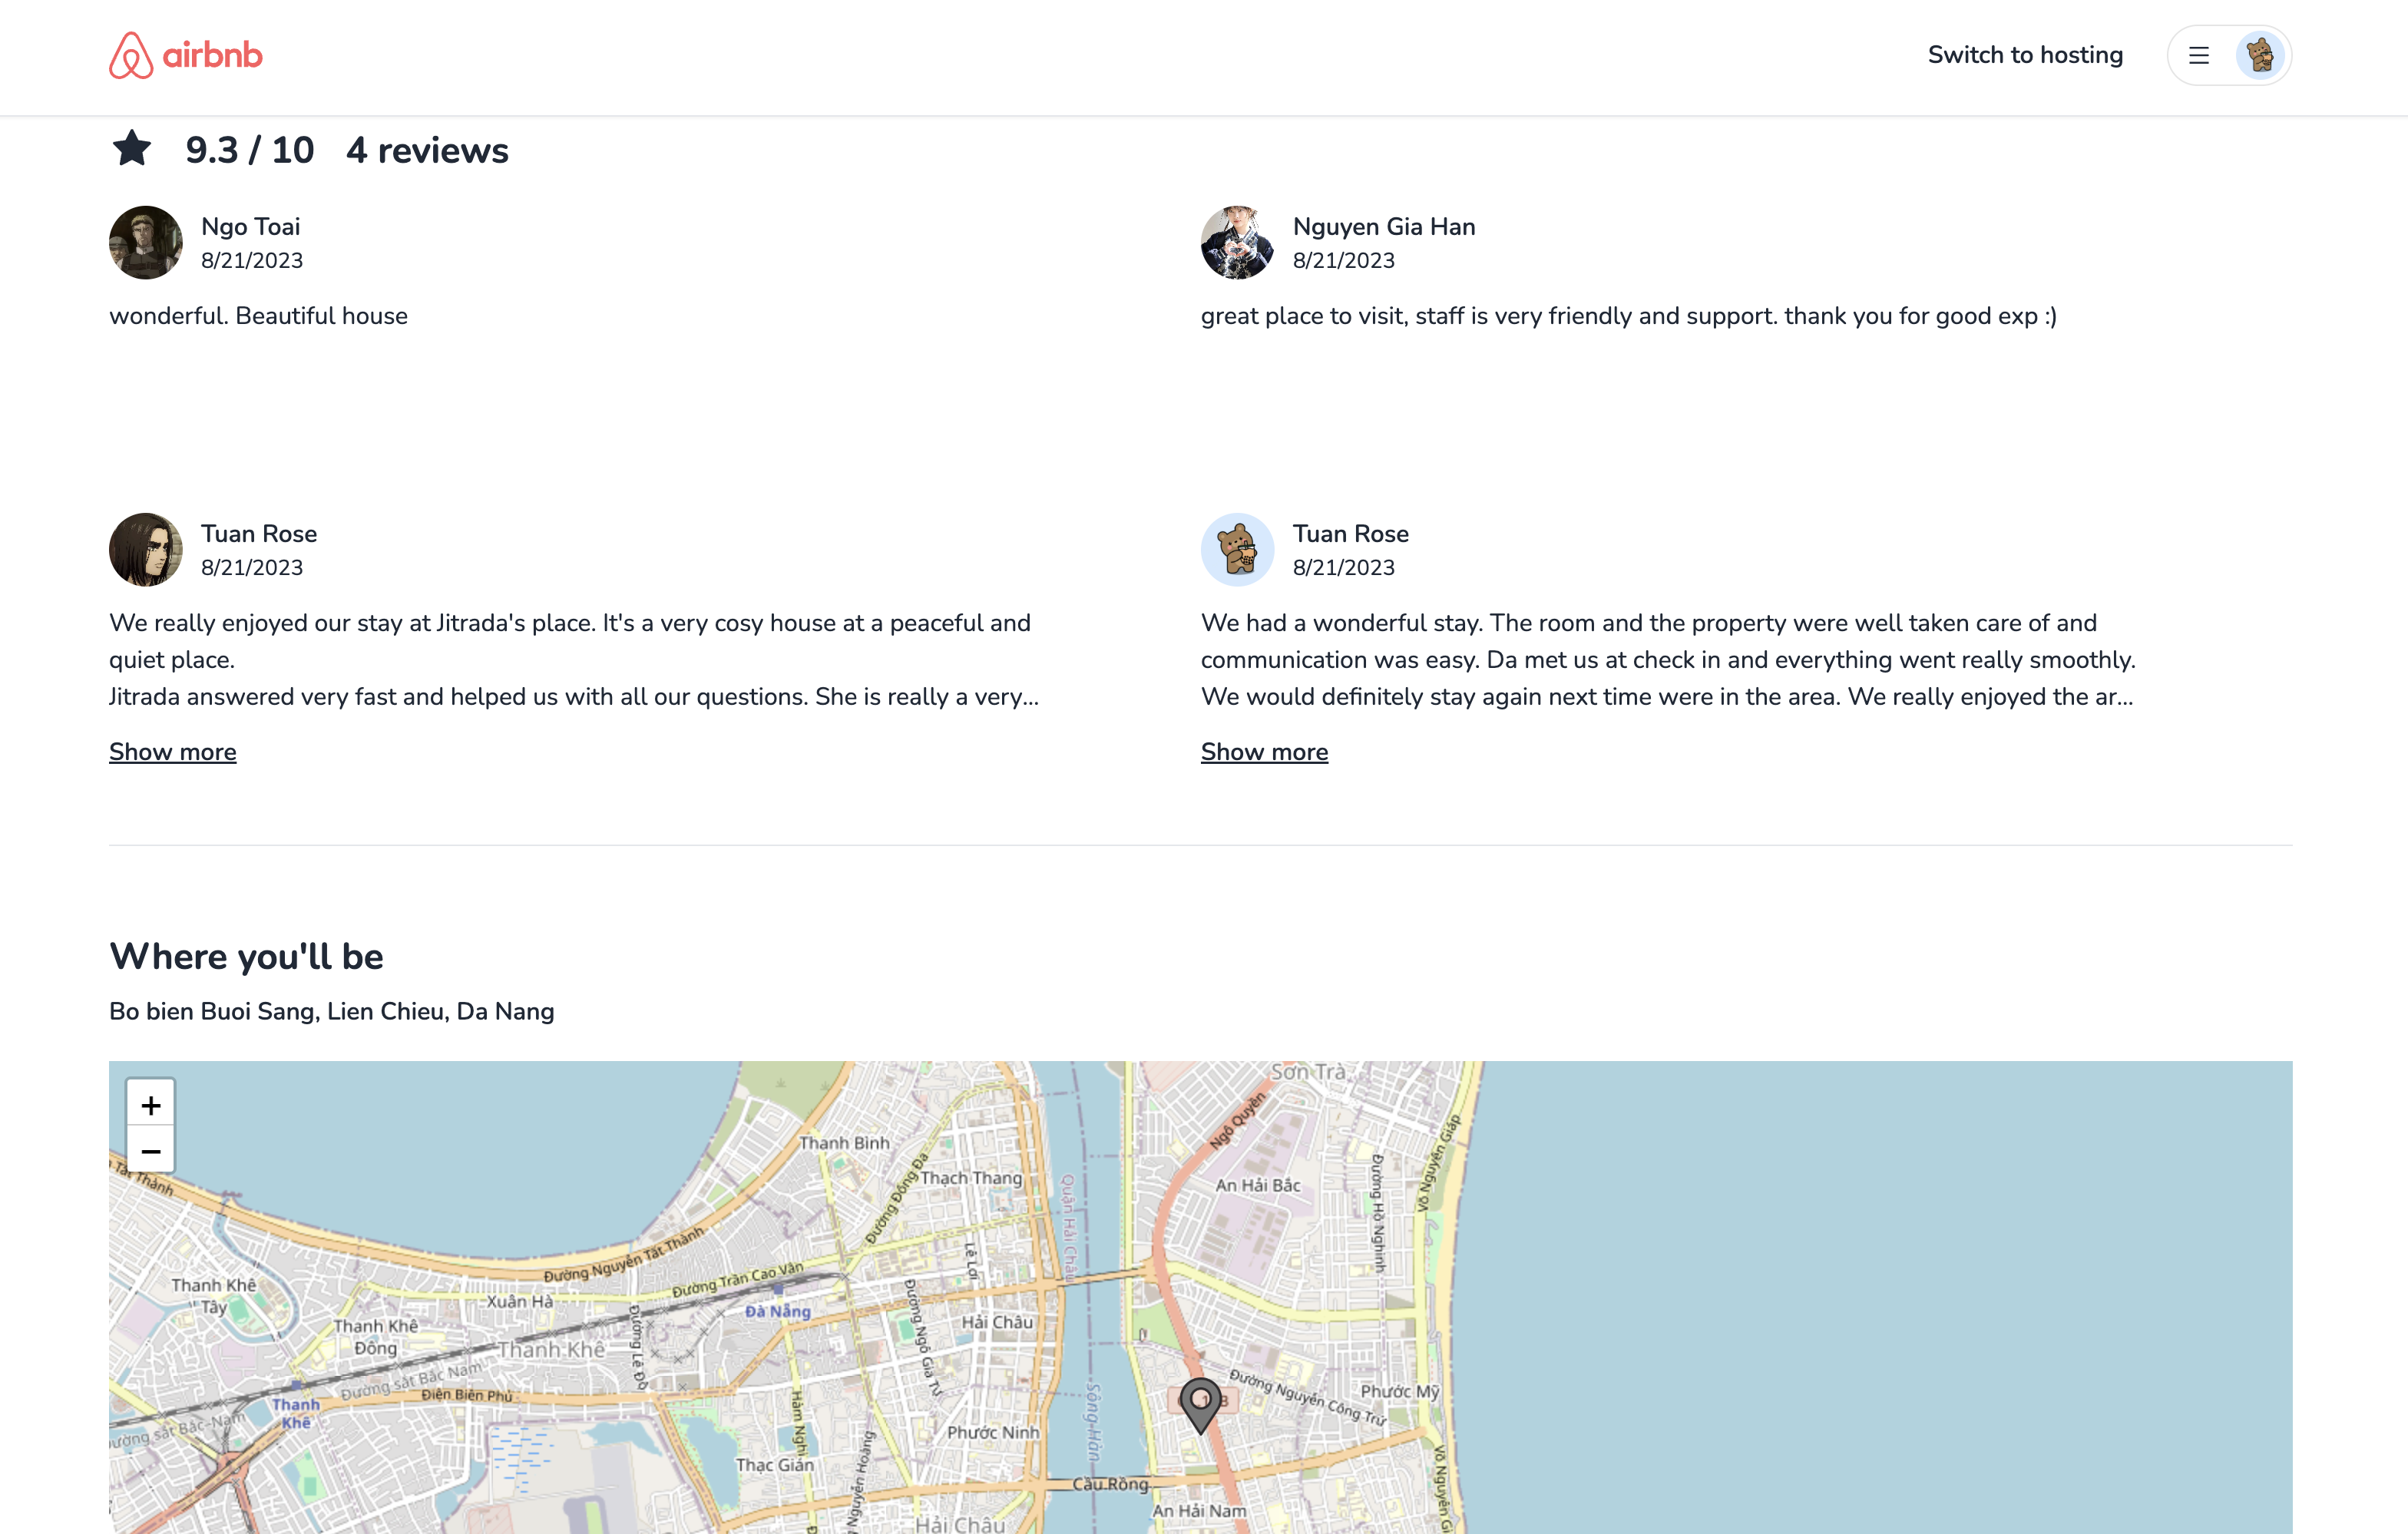 airbnb
Switch to hosting
9.3 / 10 4 reviews
Ngo Toai
8/21/2023
wonderful. Beautiful house
Nguyen Gia Han
8/21/2023
great place to visit, staff is very friendly and support. thank you for good exp :)
Tuan Rose
8/21/2023
We really enjoyed our stay at Jitrada's place. It's a very cosy house at a peaceful and
quiet place.
Jitrada answered very fast and helped us with all our questions. She is really a very...
Show more
Tuan Rose
8/21/2023
We had a wonderful stay. The room and the property were well taken care of and
communication was easy. Da met us at check in and everything went really smoothly.
We would definitely stay again next time were in the area. We really enjoyed the ar...
Show more
Where you'll be
Bo bien Buoi Sang, Lien Chieu, Da Nang
+
−
Sơn Trà
Ngô Quyền
Võ Nguyên Giáp
Thanh Bình
Đường Đống Đa
Thạch Thang
Quận Hải Châu
An Hải Bắc
Đường Hồ Nghinh
Tất Thành
Đường Nguyễn Tất Thành
Lê Lợi
Thanh Khê
Tây
Đường Trần Cao Vân
Xuân Hà
Đà Nẵng
Thanh Khê
Đông
Thanh Khê
Đường Lê Độ
Đường Ngô Gia Tự
Hải Châu
Đường sắt Bắc Nam
Điện Biên Phủ
Thanh
Khê
Đường sắt Bắc-Nam
Hàm Nghi
Phước Ninh
Sông Hàn
Đường Nguyễn Công Trứ
Phước Mỹ
Thạc Gián
Nguyễn Hoàng
Cầu Rồng
An Hải Nam
Hải Châu
Võ Nguyên Gi